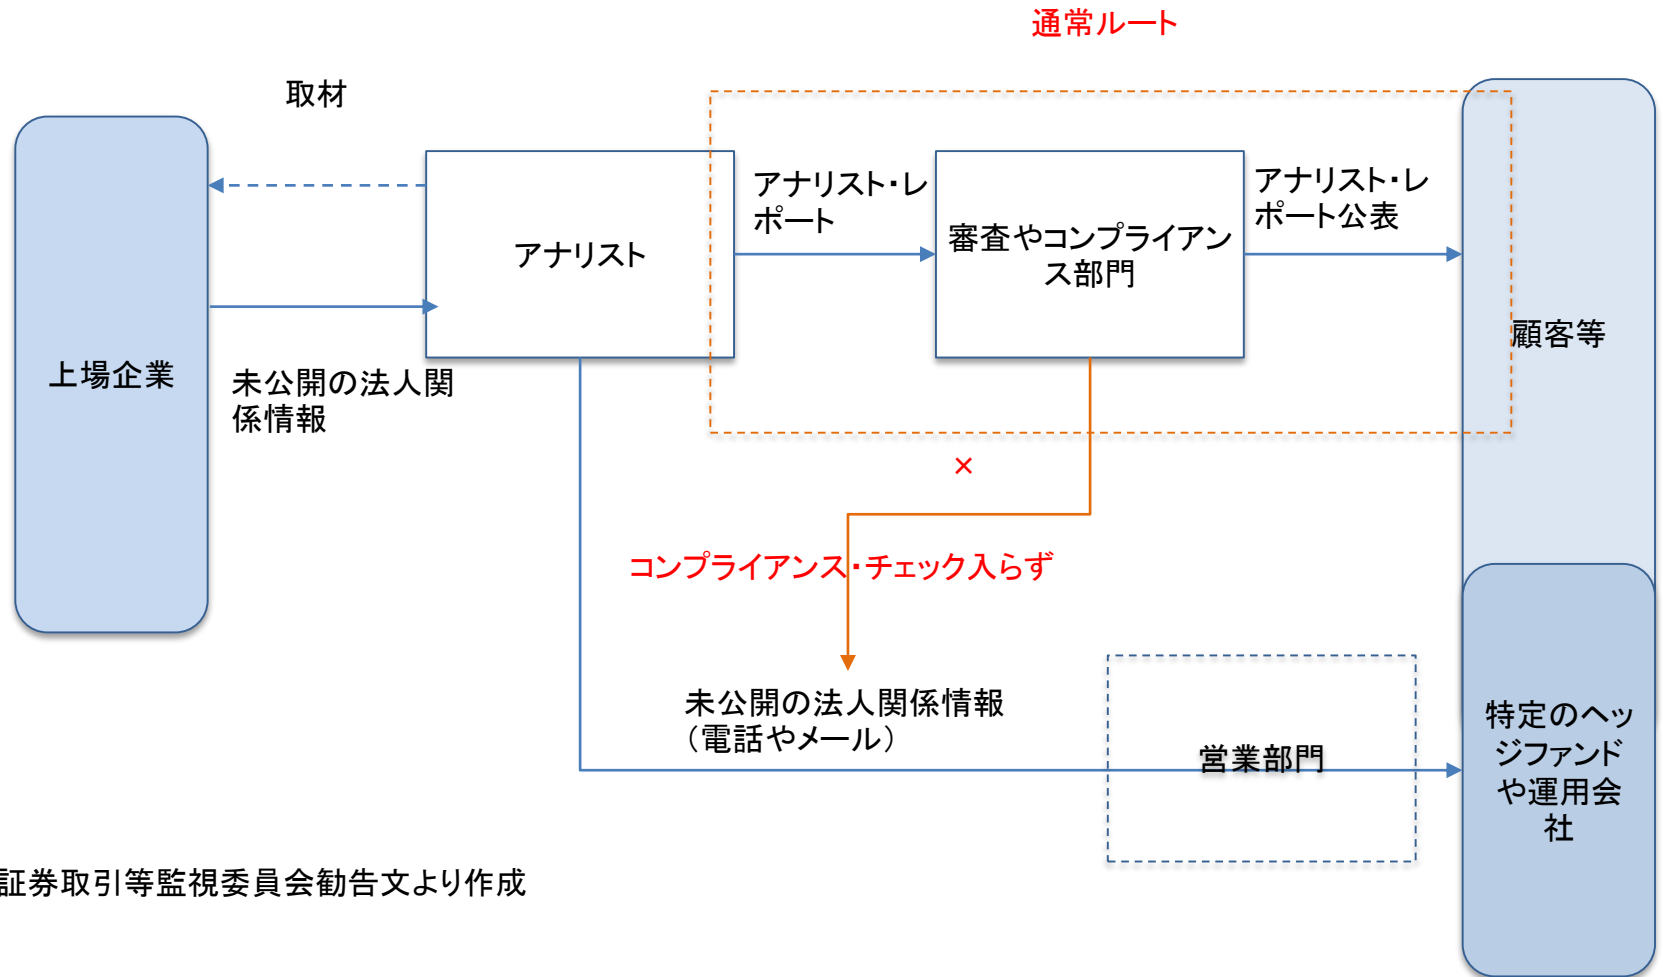 通常ルート
取材
アナリスト・レ
ポート
アナリスト・レ
ポート公表
アナリスト
審査やコンプライアン
ス部門
顧客等
上場企業
未公開の法人関
係情報
×
コンプライアンス・チェック入らず
未公開の法人関係情報
（電話やメール）
営業部門
特定のヘッ
ジファンド
や運用会
社
証券取引等監視委員会勧告文より作成